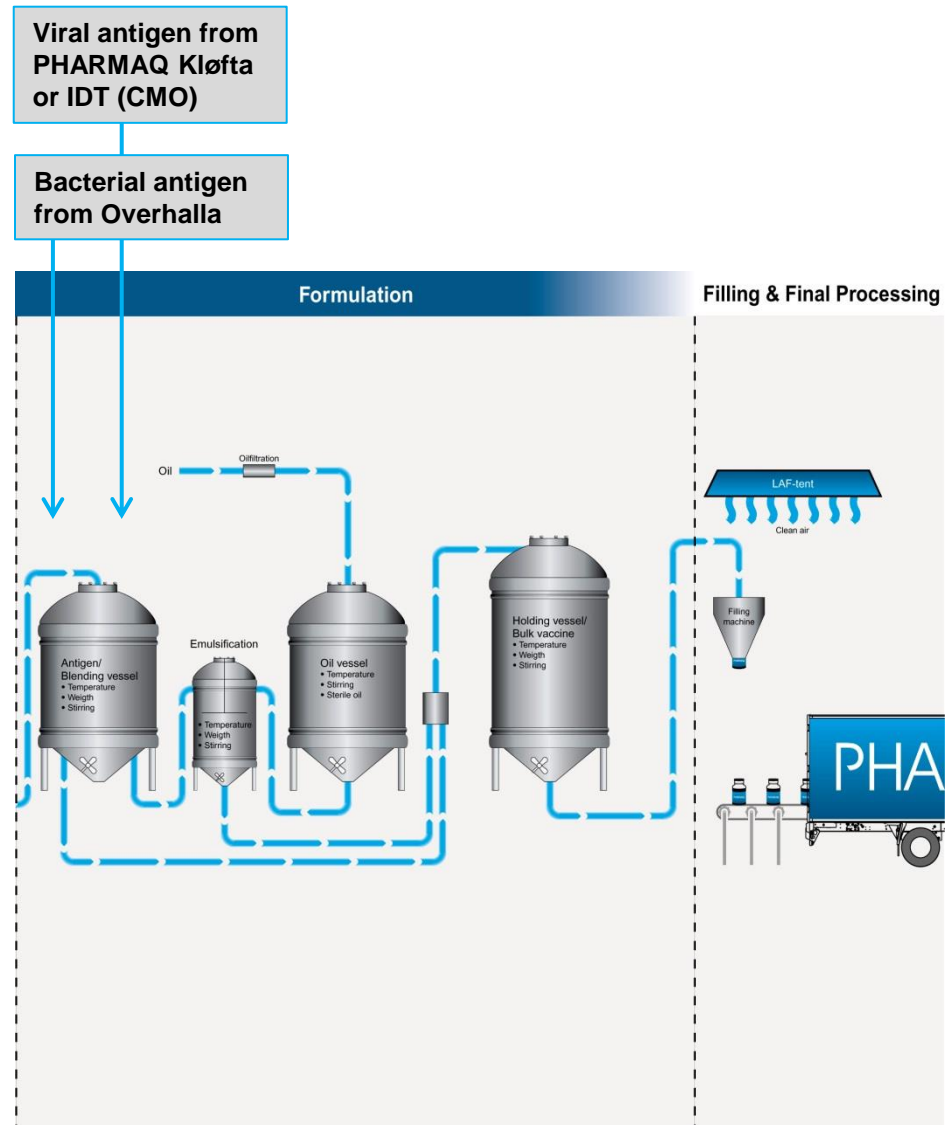 Viral antigen from
PHARMAQ Kløfta
or IDT (CMO)
Bacterial antigen
from Overhalla
Formulation
Filling & Final Processing
Oil
Oilfiltration
LAF-tent
Clean air
Antigen/
Blending vessel
• Temperature
• Weigth
• Stirring
Emulsification
• Temperature
• Weigth
• Stirring
Oil vessel
• Temperature
• Stirring
• Sterile oil
Holding vessel/
Bulk vaccine
• Temperature
• Weigth
• Stirring
Filling
machine
PHA